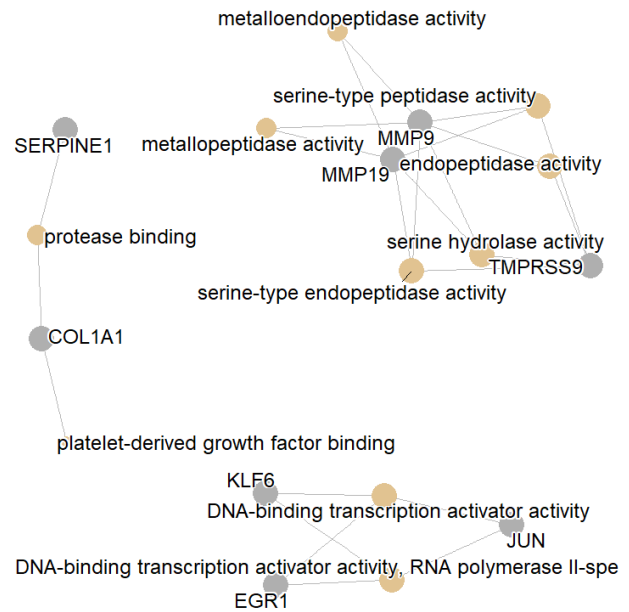 metalloendopeptidase activity
serine-type peptidase activity
SERPINE1
MMP9
metallopeptidase activity
endopeptidase activity
MMP19
protease binding
serine hydrolase activity
TMPRSS9
serine-type endopeptidase activity
COL1A1
platelet-derived growth factor binding
KLF6
DNA-binding transcription activator activity
JUN
DNA-binding transcription activator activity, RNA polymerase II-spe
EGR1